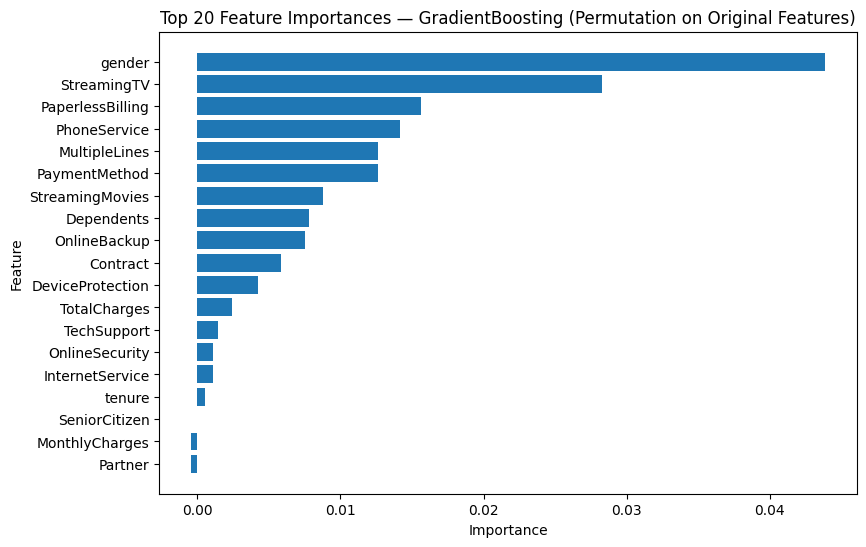 Top 20 Feature Importances — GradientBoosting (Permutation on Original Features)
gender
StreamingTV
PaperlessBilling
PhoneService
MultipleLines
PaymentMethod
StreamingMovies
Dependents
OnlineBackup
Contract
DeviceProtection
TotalCharges
TechSupport
OnlineSecurity
InternetService
tenure
SeniorCitizen
MonthlyCharges
Partner
Feature
0.00 0.01 0.02 0.03 0.04
Importance